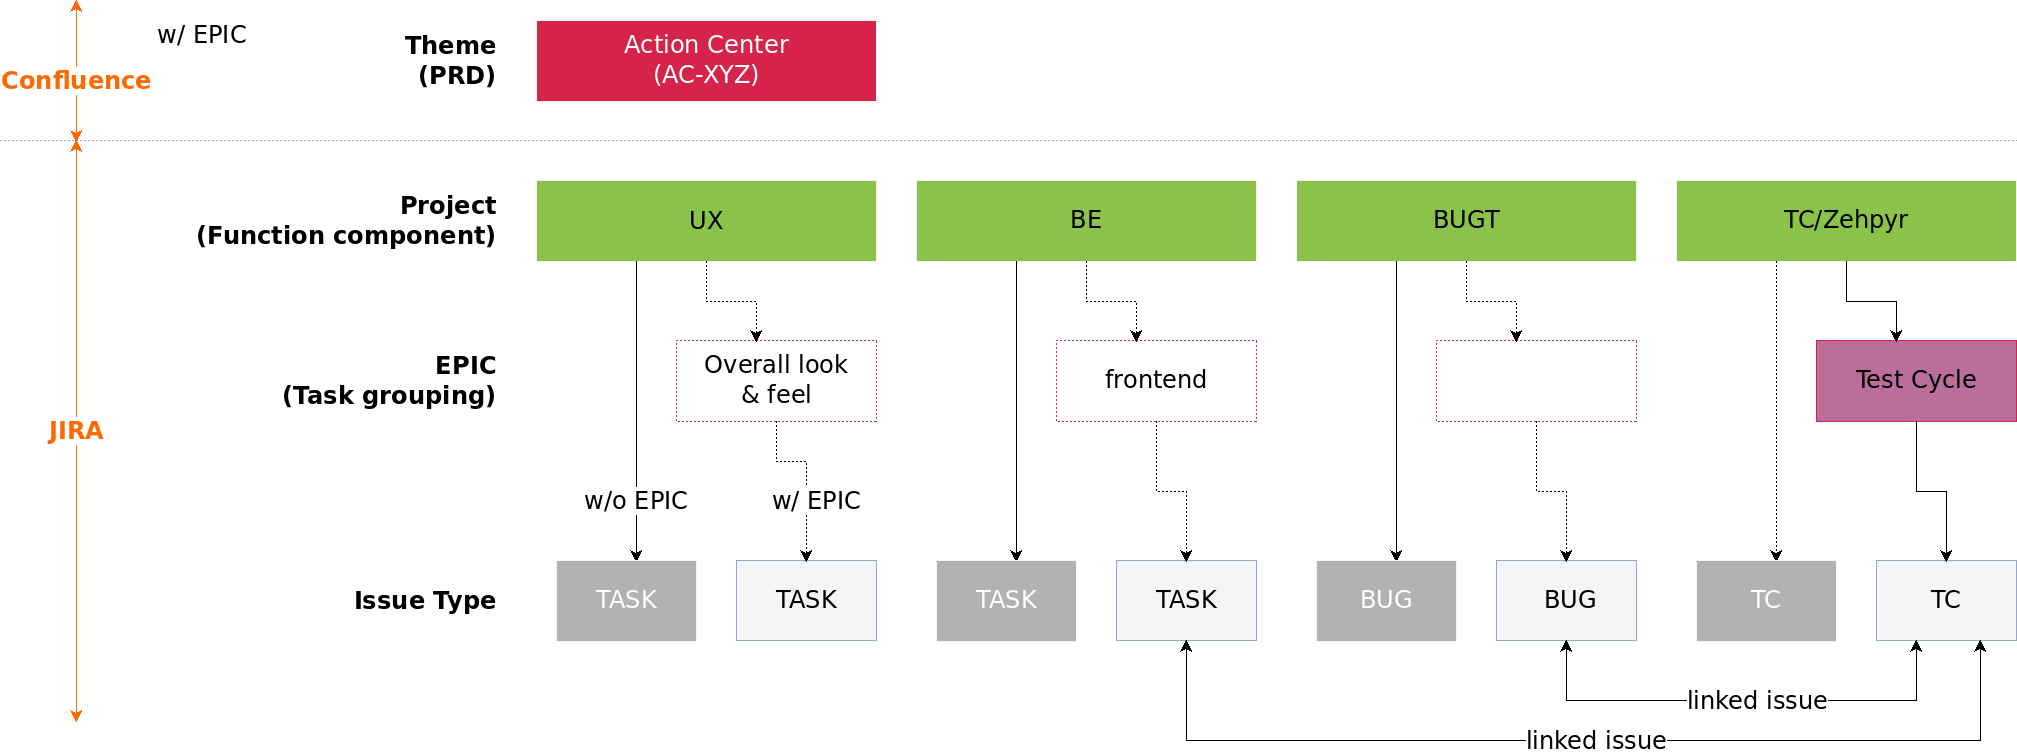 w/ EPIC
Confluence
Theme
(PRD)
Action Center
(AC-XYZ)
Project
(Function component)
UX
BE
BUGT
TC/Zehpyr
EPIC
(Task grouping)
Overall look
& feel
frontend
Test Cycle
JIRA
w/o EPIC
w/ EPIC
Issue Type
TASK
TASK
TASK
TASK
BUG
BUG
TC
TC
linked issue
linked issue